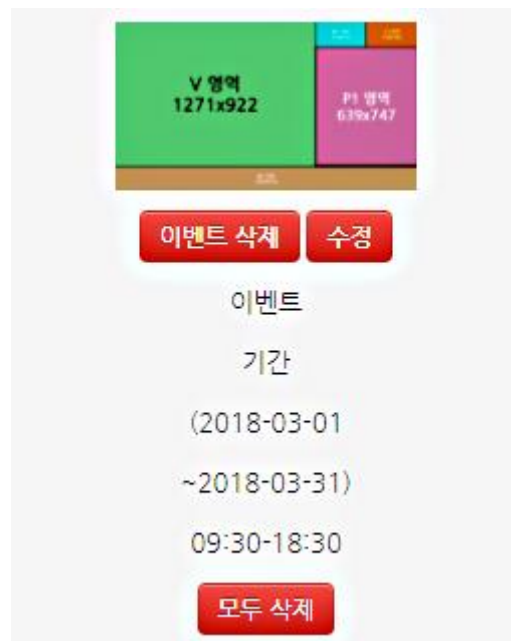 V 영역
1271x922
P1 영역
639x747
이벤트 삭제
수정
이벤트
기간
(2018-03-01
~2018-03-31)
09:30-18:30
모두 삭제